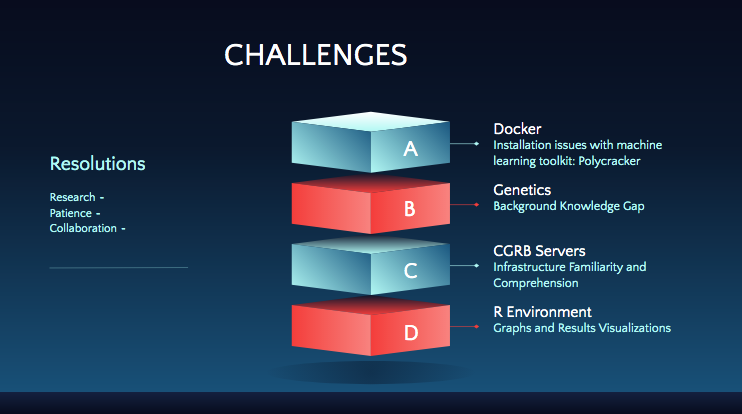 CHALLENGES
Resolutions
Research -
Patience -
Collaboration -
A
Docker
Installation issues with machine
learning toolkit: Polycracker
B
Genetics
Background Knowledge Gap
C
CGRB Servers
Infrastructure Familiarity and
Comprehension
D
R Environment
Graphs and Results Visualizations